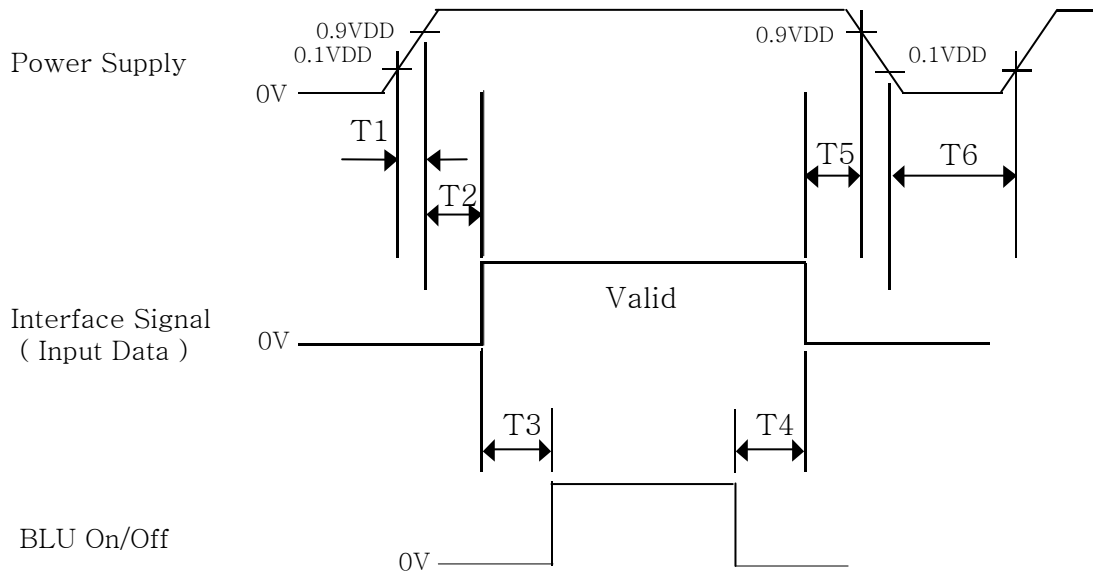 0.9VDD
0.9VDD
Power Supply
0.1VDD
0.1VDD
0V
T1
T5
T6
T2
Valid
Interface Signal
( Input Data )
0V
T3
T4
BLU On/Off
0V